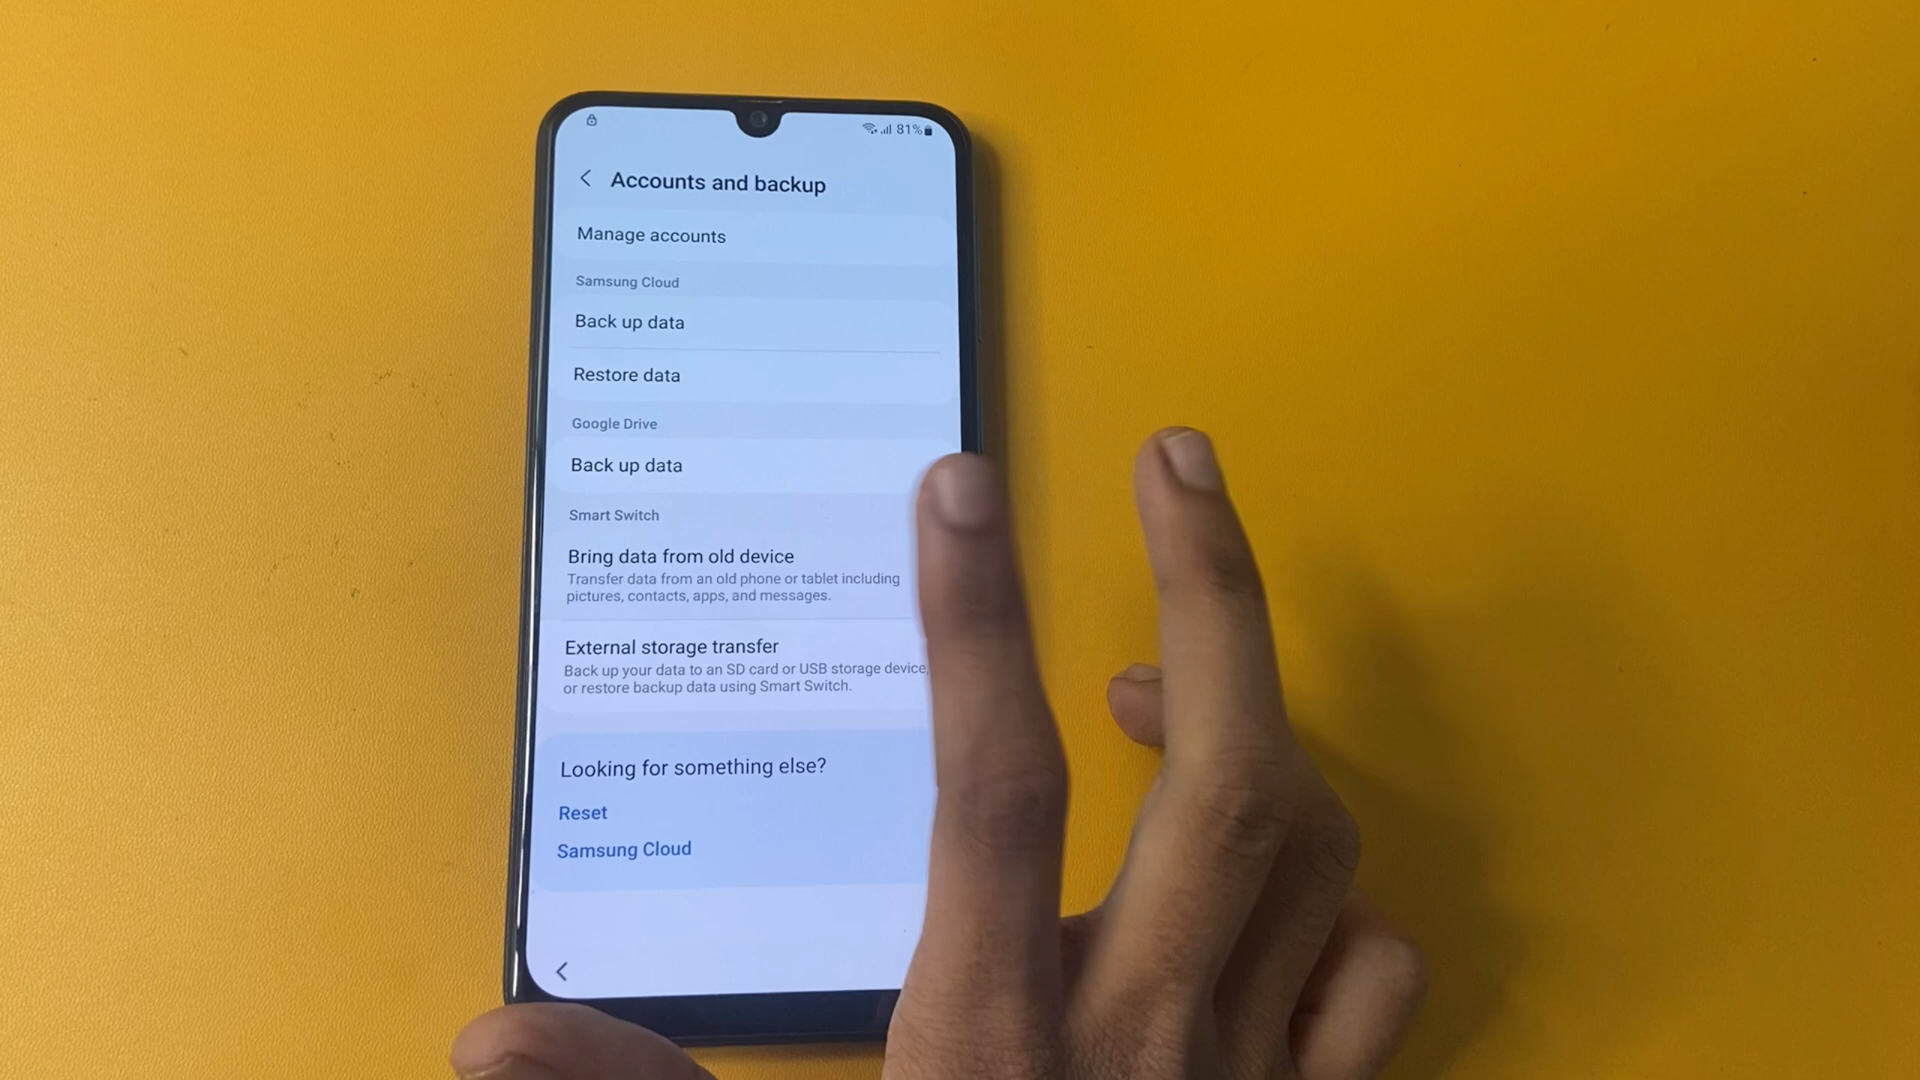 81%
Accounts and backup
Manage accounts
Samsung Cloud
Back up data
Restore data
Google Drive
Back up data
Smart Switch
Bring data from old device
Transfer data from an old phone or tablet including
pictures, contacts, apps, and messages.
External storage transfer
Back up your data to an SD card or USB storage device,
or restore backup data using Smart Switch.
Looking for something else?
Reset
Samsung Cloud